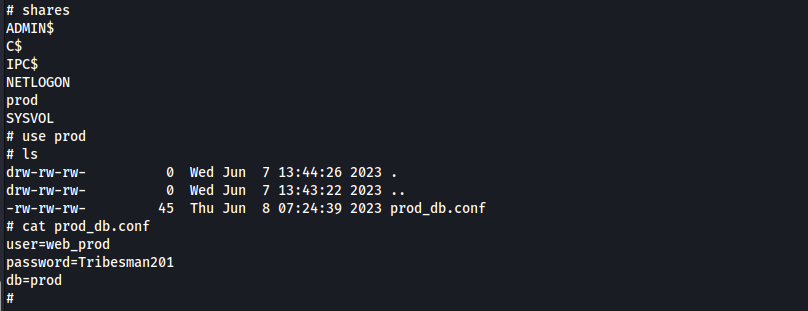 # shares
ADMIN$
C$
IPC$
NETLOGON
prod
SYSVOL
# use prod
# ls
drw-rw-rw-          0  Wed Jun  7 13:44:26 2023 .
drw-rw-rw-          0  Wed Jun  7 13:43:22 2023 ..
-rw-rw-rw-         45  Thu Jun  8 07:24:39 2023 prod_db.conf
# cat prod_db.conf
user=web_prod
password=Tribesman201
db=prod
#